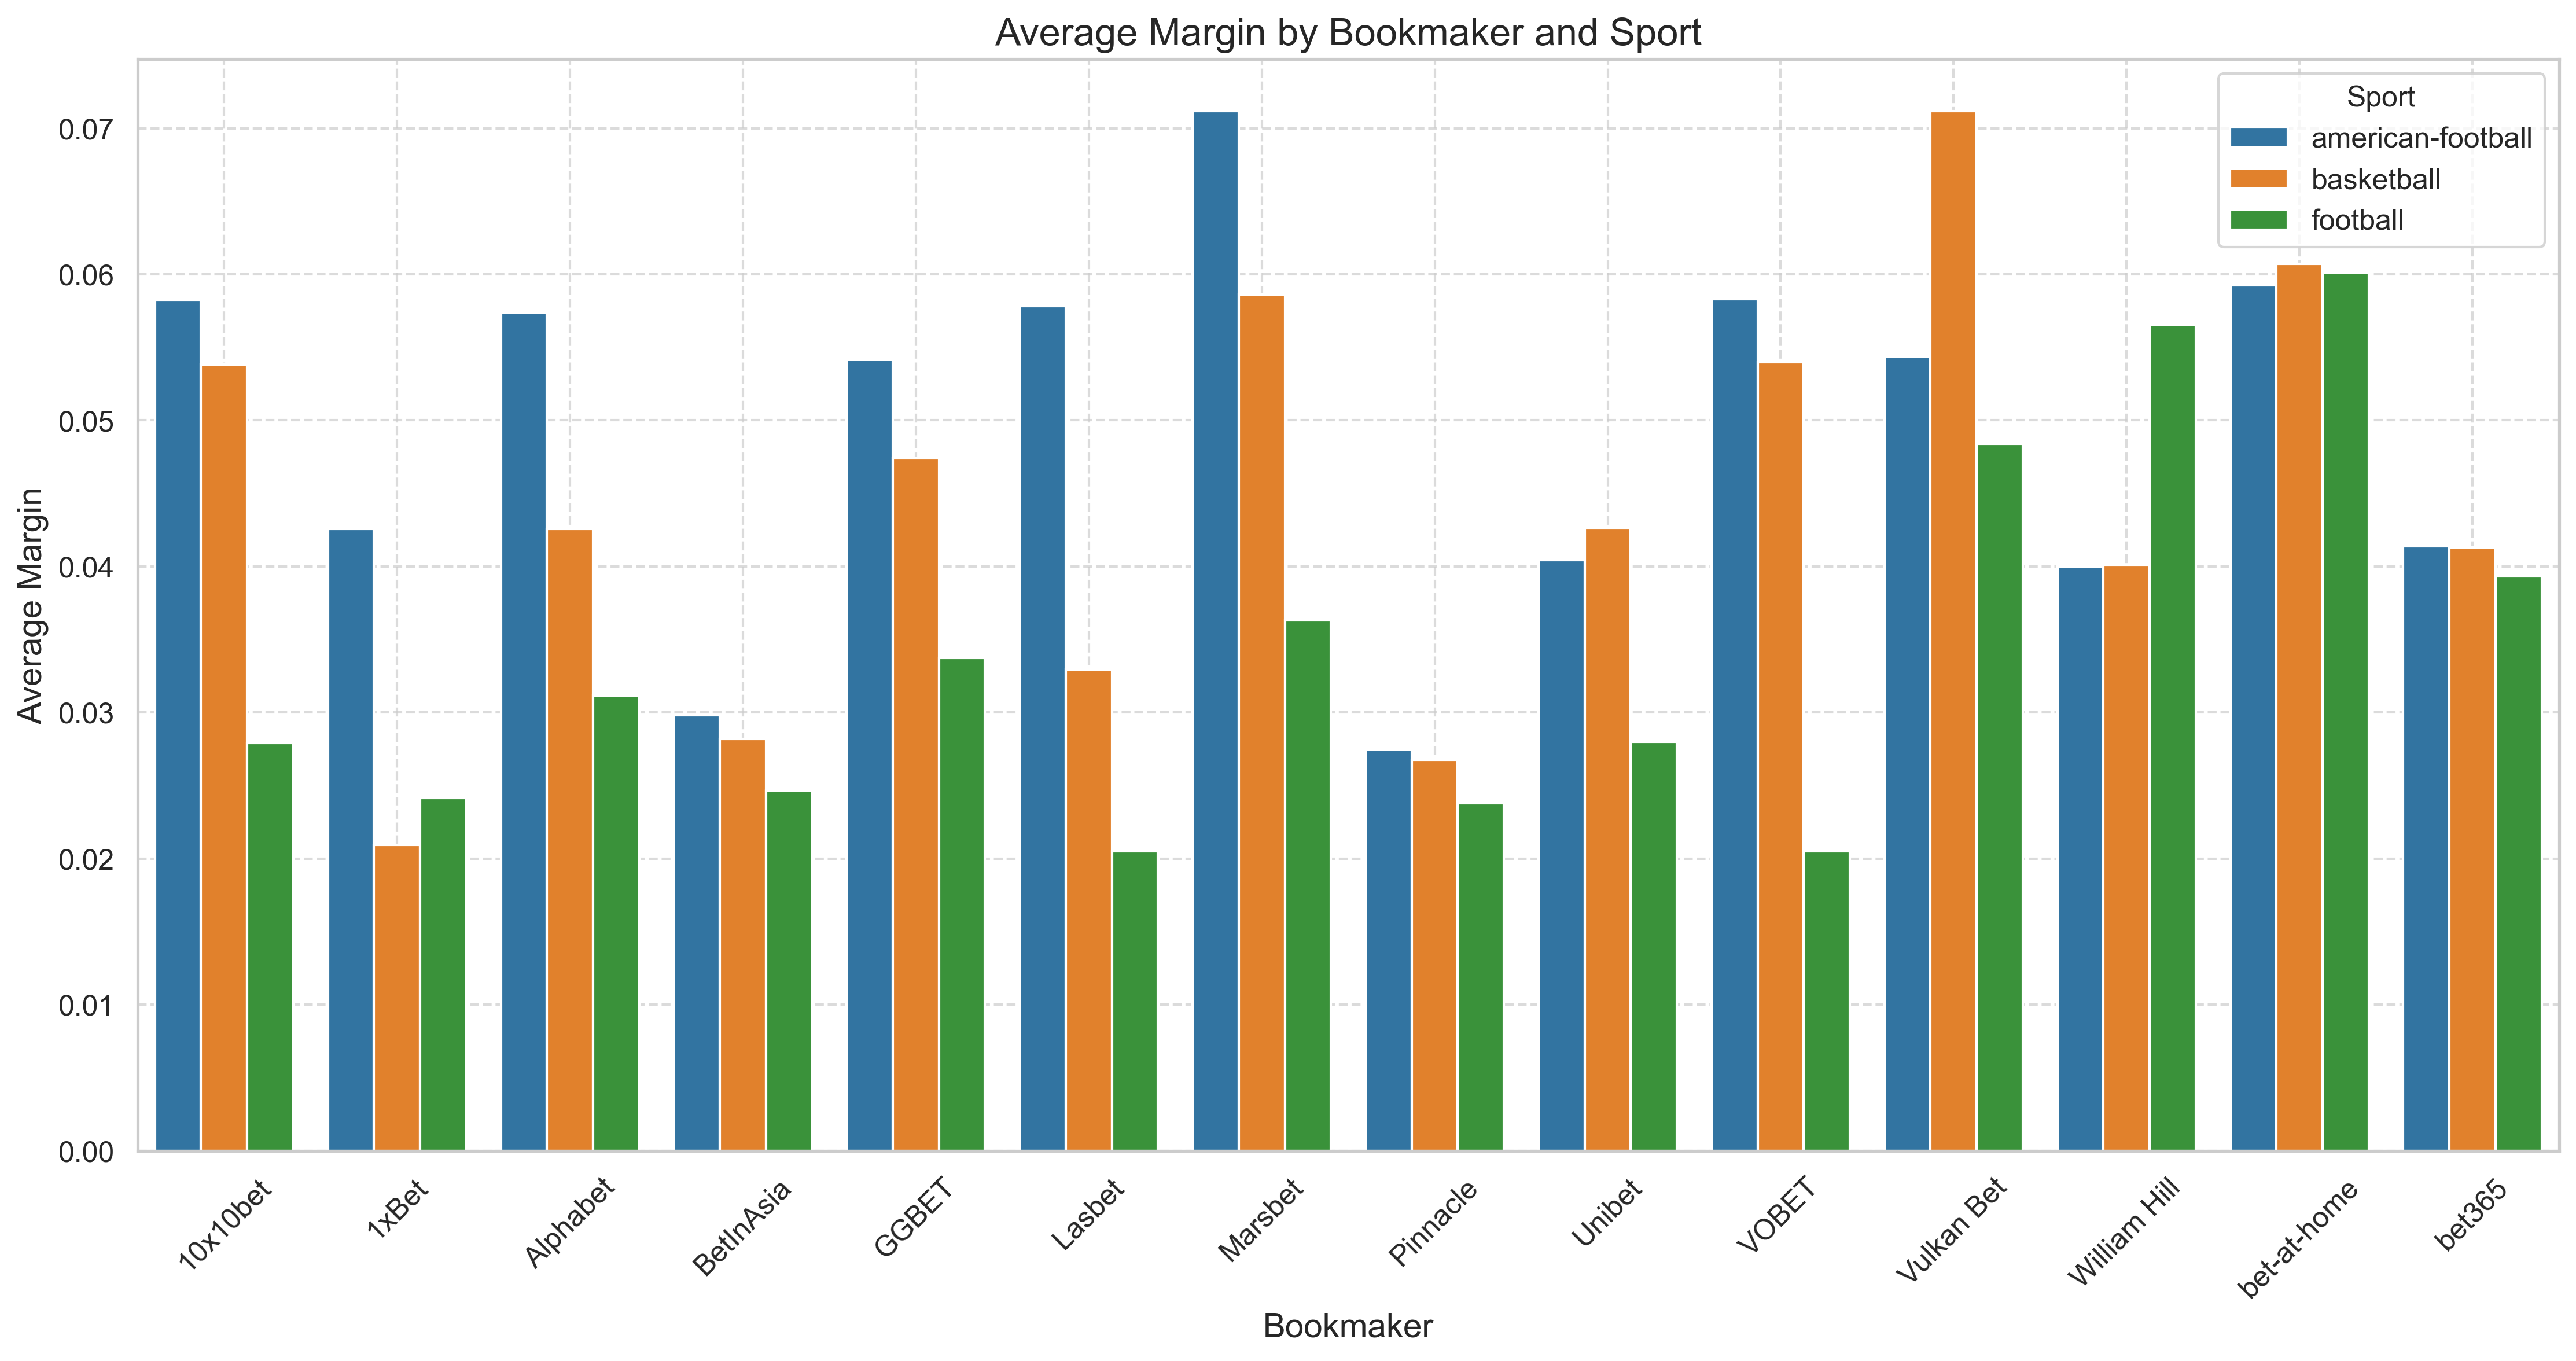 Average Margin by Bookmaker and Sport
Sport
american-football
basketball
football
Average Margin
0.07
0.06
0.05
0.04
0.03
0.02
0.01
0.00
10x10bet
1xBet
Alphabet
BetInAsia
GGBET
Lasbet
Marsbet
Pinnacle
Unibet
VOBET
Vulkan Bet
William Hill
bet-at-home
bet365
Bookmaker